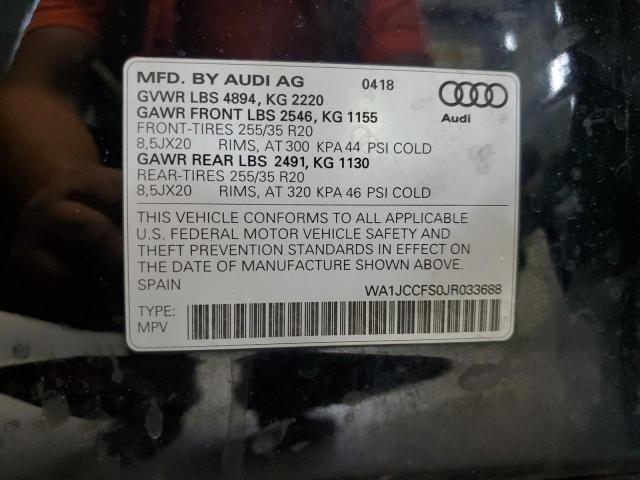 MFD. BY AUDI AG 0418
GVWR LBS 4894, KG 2220
GAWR FRONT LBS 2546, KG 1155
Audi
FRONT-TIRES 255/35 R20
8,5JX20 RIMS, AT 300 KPA 44 PSI COLD
GAWR REAR LBS 2491, KG 1130
REAR-TIRES 255/35 R20
8,5JX20 RIMS, AT 320 KPA 46 PSI COLD
THIS VEHICLE CONFORMS TO ALL APPLICABLE
U.S. FEDERAL MOTOR VEHICLE SAFETY AND
THEFT PREVENTION STANDARDS IN EFFECT ON
THE DATE OF MANUFACTURE SHOWN ABOVE.
SPAIN WA1JCCFS0JR033688
TYPE:
MPV